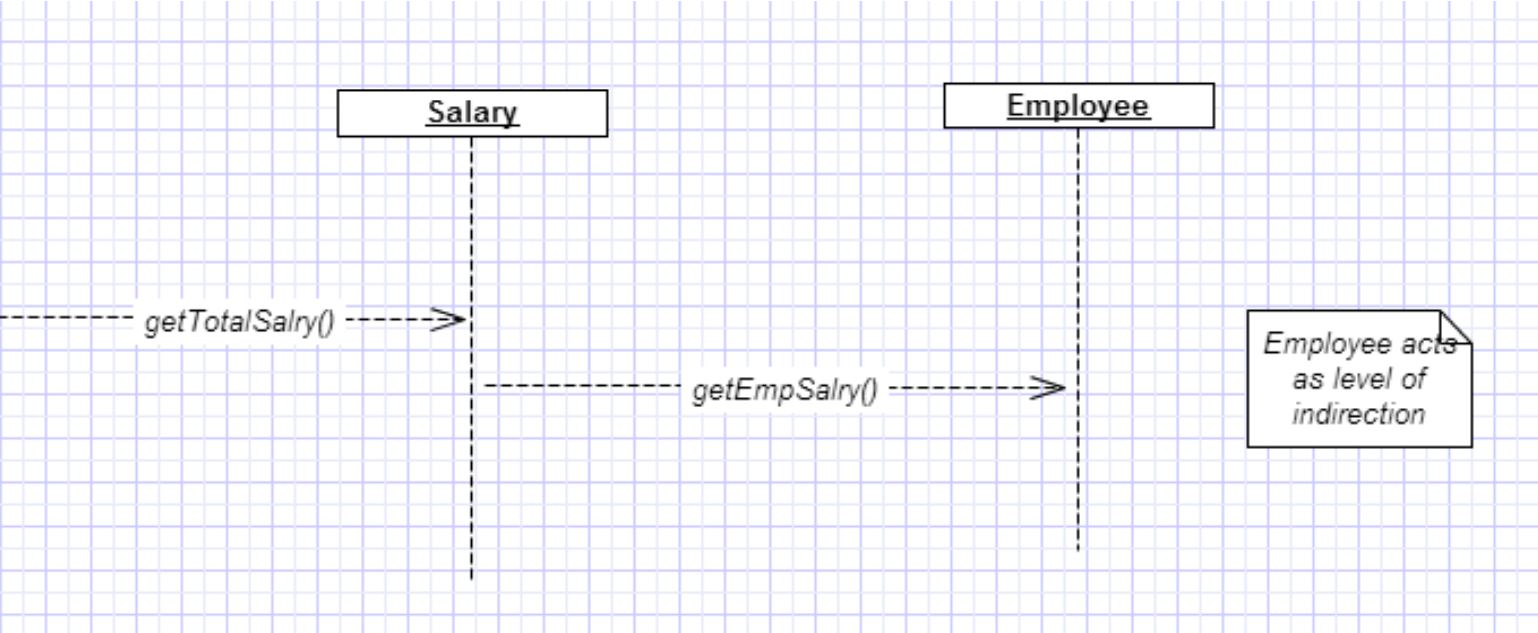 Salary
Employee
getTotalSalry()
getEmpSalry()
Employee acts
as level of
indirection